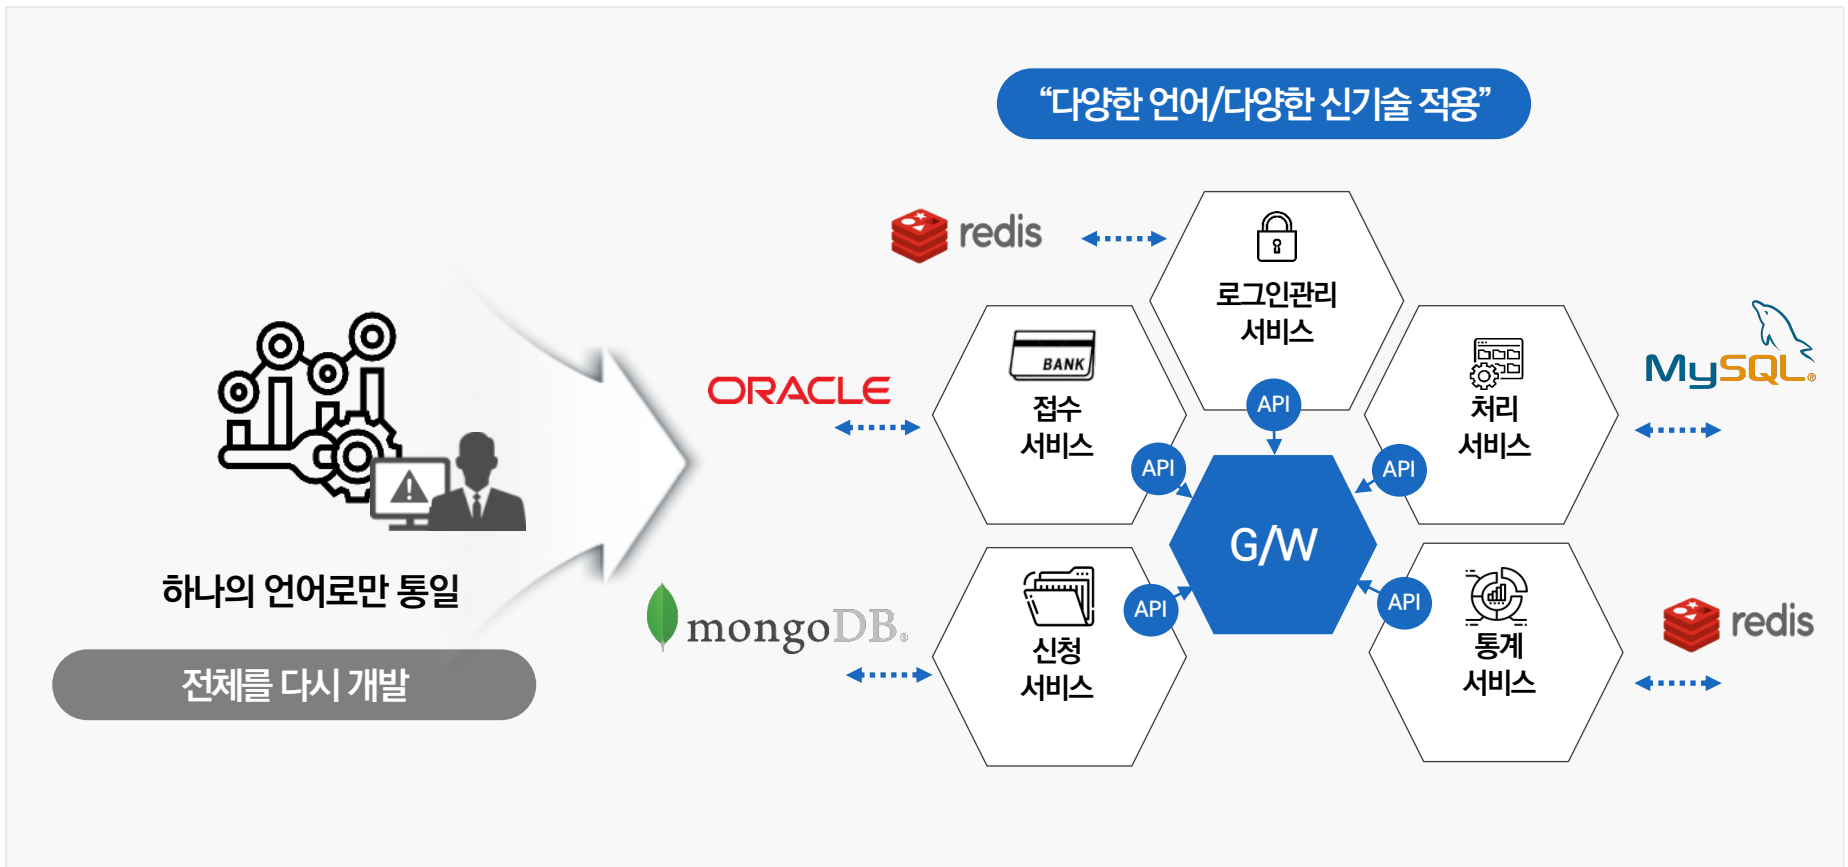 “다양한 언어/다양한 신기술 적용”
redis
로그인관리
서비스
API
ORACLE
BANK
접수
서비스
API
MySQL®
처리
서비스
API
G/W
하나의 언어로만 통일
전체를 다시 개발
mongoDB®
신청
서비스
API
통계
서비스
API
redis